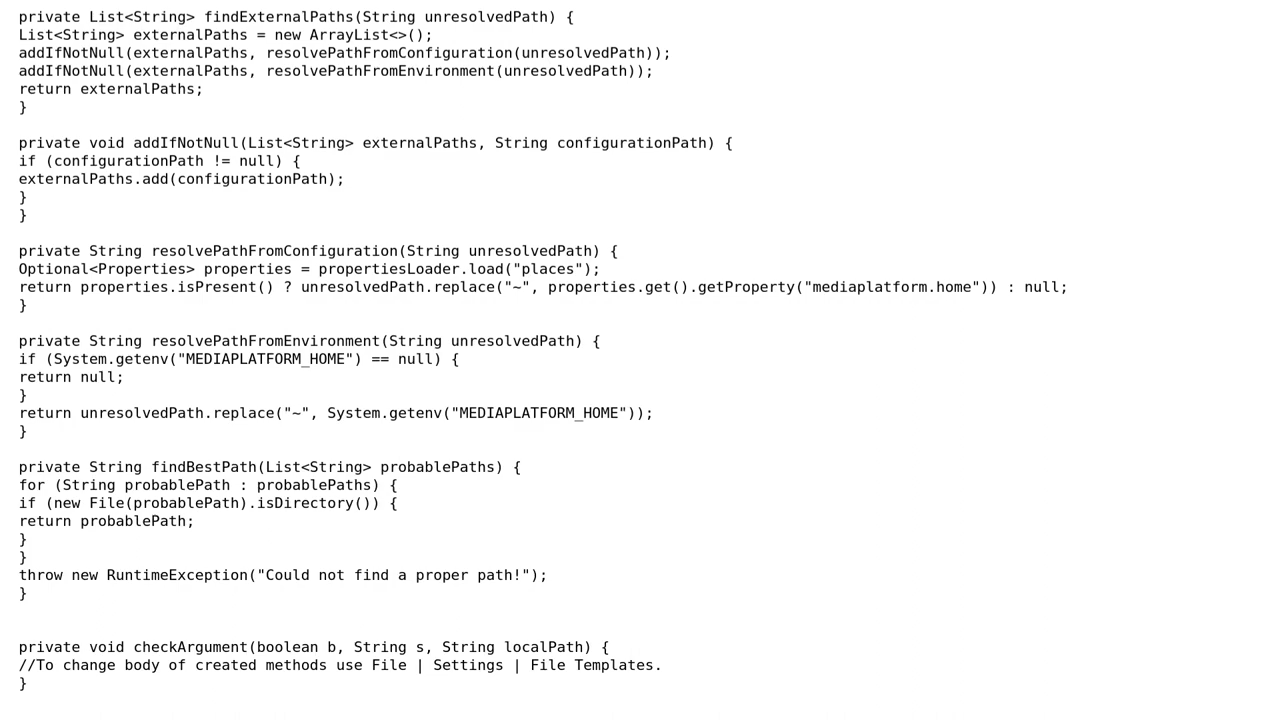 private List<String> findExternalPaths(String unresolvedPath) {
List<String> externalPaths = new ArrayList<>();
addIfNotNull(externalPaths, resolvePathFromConfiguration(unresolvedPath));
addIfNotNull(externalPaths, resolvePathFromEnvironment(unresolvedPath));
return externalPaths;
}

private void addIfNotNull(List<String> externalPaths, String configurationPath) {
if (configurationPath != null) {
externalPaths.add(configurationPath);
}
}

private String resolvePathFromConfiguration(String unresolvedPath) {
Optional<Properties> properties = propertiesLoader.load("places");
return properties.isPresent() ? unresolvedPath.replace("~", properties.get().getProperty("mediaplatform.home")) : null;
}

private String resolvePathFromEnvironment(String unresolvedPath) {
if (System.getenv("MEDIAPLATFORM_HOME") == null) {
return null;
}
return unresolvedPath.replace("~", System.getenv("MEDIAPLATFORM_HOME"));
}

private String findBestPath(List<String> probablePaths) {
for (String probablePath : probablePaths) {
if (new File(probablePath).isDirectory()) {
return probablePath;
}
}
throw new RuntimeException("Could not find a proper path!");
}


private void checkArgument(boolean b, String s, String localPath) {
//To change body of created methods use File | Settings | File Templates.
}